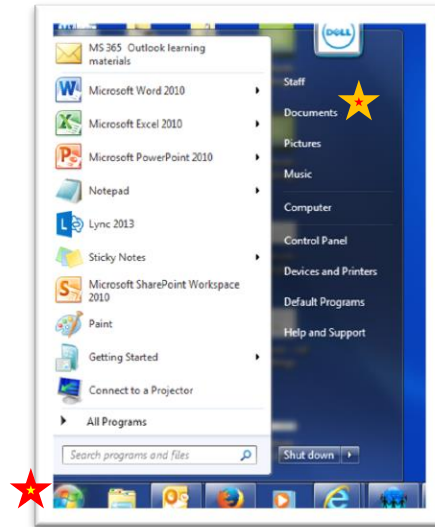 MS 365 Outlook learning
materials
Microsoft Word 2010
Microsoft Excel 2010
Microsoft PowerPoint 2010
Notepad
Lync 2013
Sticky Notes
Microsoft SharePoint Workspace
2010
Paint
Getting Started
Connect to a Projector
All Programs
Search programs and files
DELL
Staff
Documents
Pictures
Music
Computer
Control Panel
Devices and Printers
Default Programs
Help and Support
Shut down